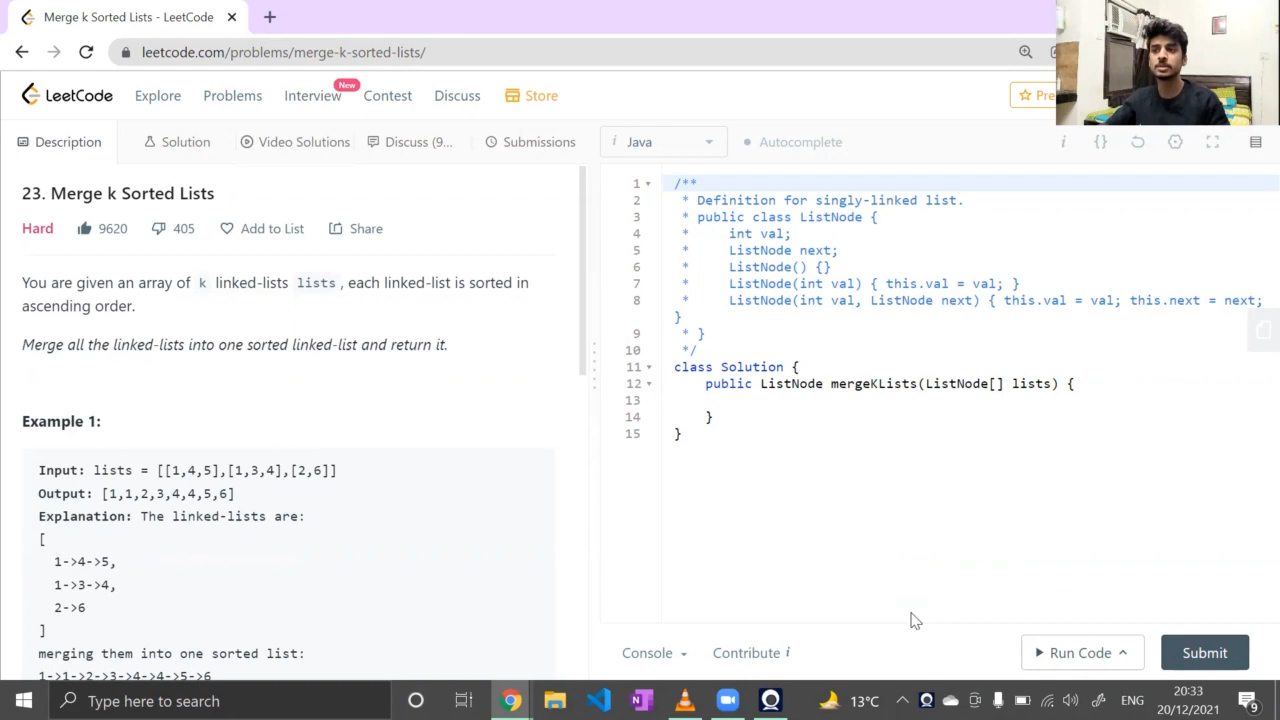 Merge k Sorted Lists - LeetCode
leetcode.com/problems/merge-k-sorted-lists/
LeetCode Explore Problems Interview New Contest Discuss Store
Description Solution Video Solutions Discuss (9... Submissions
i Java Autocomplete
23. Merge k Sorted Lists
Hard 9620 405 Add to List Share
You are given an array of k linked-lists lists, each linked-list is sorted in
ascending order.
Merge all the linked-lists into one sorted linked-list and return it.
Example 1:
Input: lists = [[1,4,5],[1,3,4],[2,6]]
Output: [1,1,2,3,4,4,5,6]
Explanation: The linked-lists are:
[
1->4->5,
1->3->4,
2->6
]
merging them into one sorted list:
1->1->2->3->4->4->5->6
1 /**
2 * Definition for singly-linked list.
3 * public class ListNode {
4 * int val;
5 * ListNode next;
6 * ListNode() {}
7 * ListNode(int val) { this.val = val; }
8 * ListNode(int val, ListNode next) { this.val = val; this.next = next;
}
9 * }
10 */
11 class Solution {
12 public ListNode mergeKLists(ListNode[] lists) {
13
14 }
15 }
Console Contribute i Run Code Submit
Type here to search
13°C ENG 20:33
20/12/2021 9